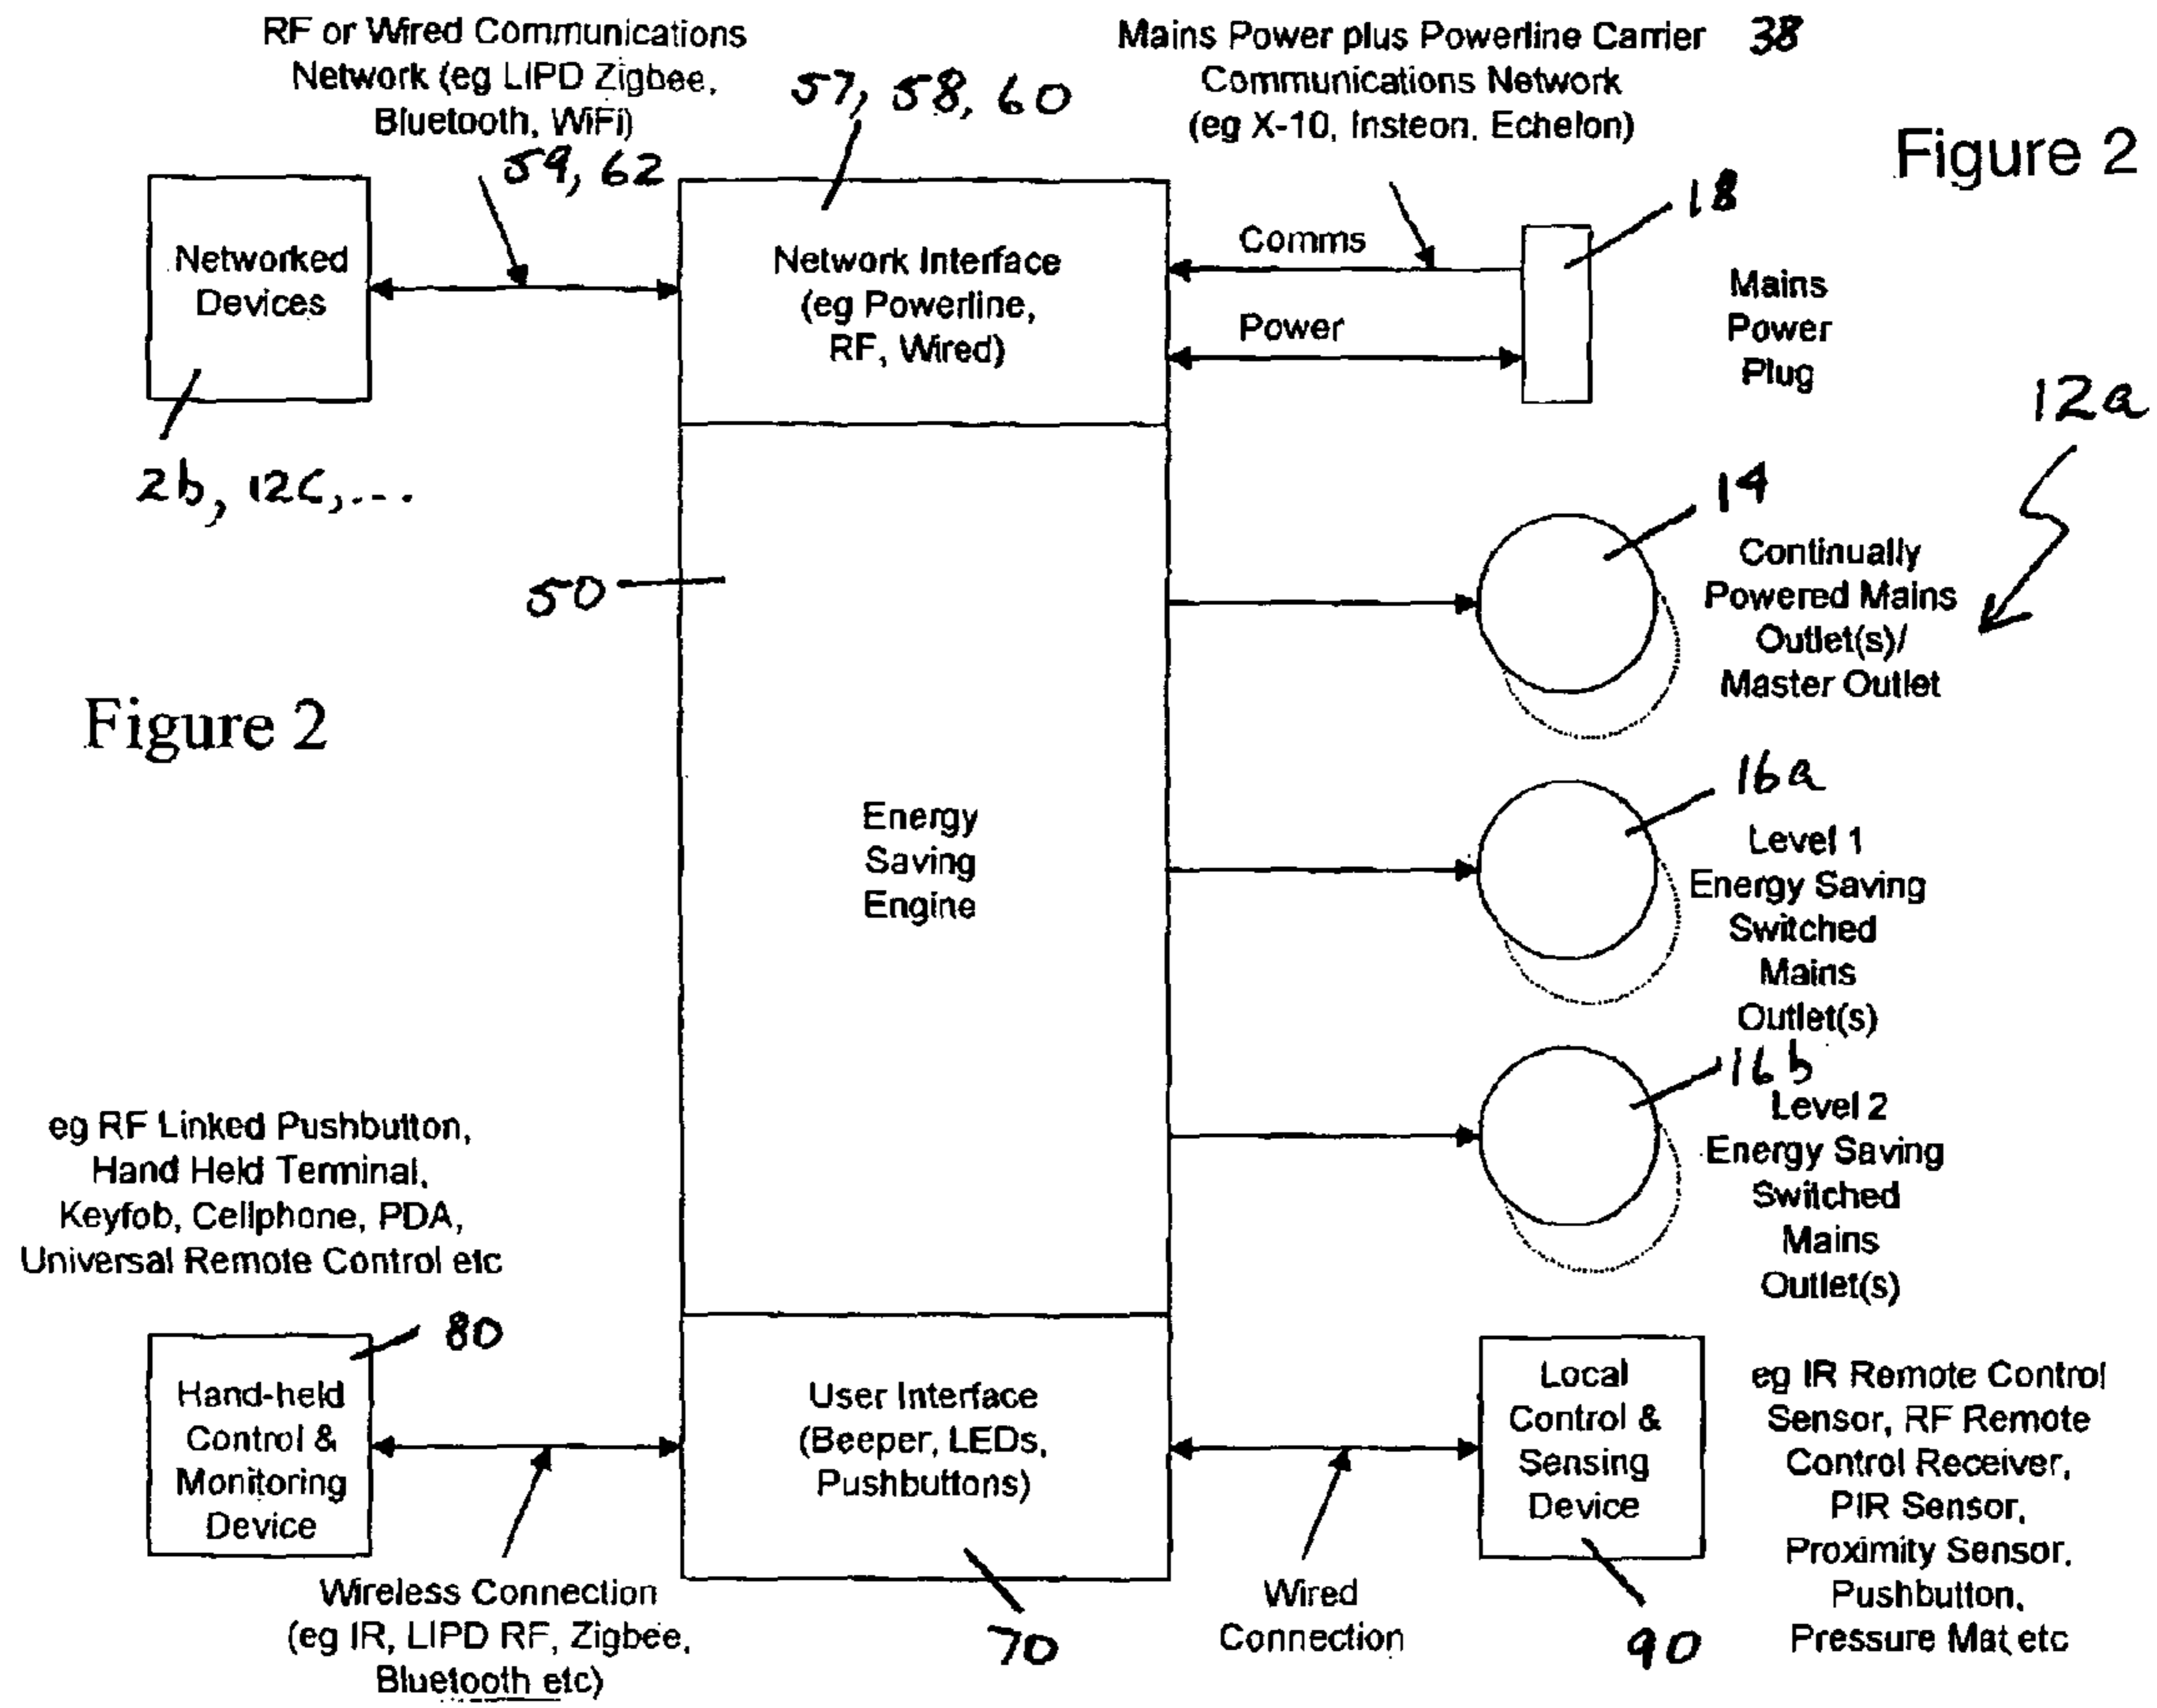 RF or Wired Communications
Network (eg LIPD Zigbee,
Bluetooth, WiFi)
59, 62
57, 58, 60
Mains Power plus Powerline Carrier 38
Communications Network
(eg X-10, Insteon, Echelon)
Figure 2
Networked
Devices
2b, 12c,...
Network Interface
(eg Powerline,
RF, Wired)
Comms
Power
18
Mains
Power
Plug
12a
50
14
Continually
Powered Mains
Outlet(s)/
Master Outlet
Figure 2
Energy
Saving
Engine
16a
Level 1
Energy Saving
Switched
Mains
Outlet(s)
16b
Level 2
Energy Saving
Switched
Mains
Outlet(s)
eg RF Linked Pushbutton,
Hand Held Terminal,
Keyfob, Cellphone, PDA,
Universal Remote Control etc
80
Hand-held
Control &
Monitoring
Device
User Interface
(Beeper, LEDs,
Pushbuttons)
Local
Control &
Sensing
Device
eg IR Remote Control
Sensor, RF Remote
Control Receiver,
PIR Sensor,
Proximity Sensor,
Pushbutton,
Pressure Mat etc
Wireless Connection
(eg IR, LIPD RF, Zigbee,
Bluetooth etc)
70
Wired
Connection
90